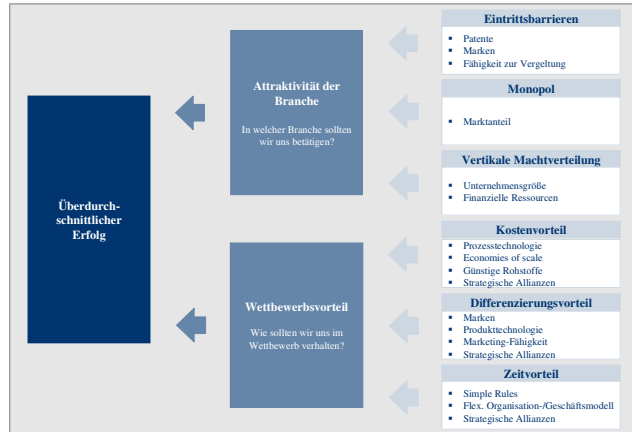 Überdurch-
schnittlicher
Erfolg
Attraktivität der
Branche
In welcher Branche sollten
wir uns betätigen?
Eintrittsbarrieren
Patente
Marken
Fähigkeit zur Vergeltung
Monopol
Marktanteil
Vertikale Machtverteilung
Unternehmensgröße
Finanzielle Ressourcen
Wettbewerbsvorteil
Wie sollten wir uns im
Wettbewerb verhalten?
Kostenvorteil
Prozesstechnologie
Economies of scale
Günstige Rohstoffe
Strategische Allianzen
Differenzierungsvorteil
Marken
Produkttechnologie
Marketing-Fähigkeit
Strategische Allianzen
Zeitvorteil
Simple Rules
Flex. Organisation-/Geschäftsmodell
Strategische Allianzen